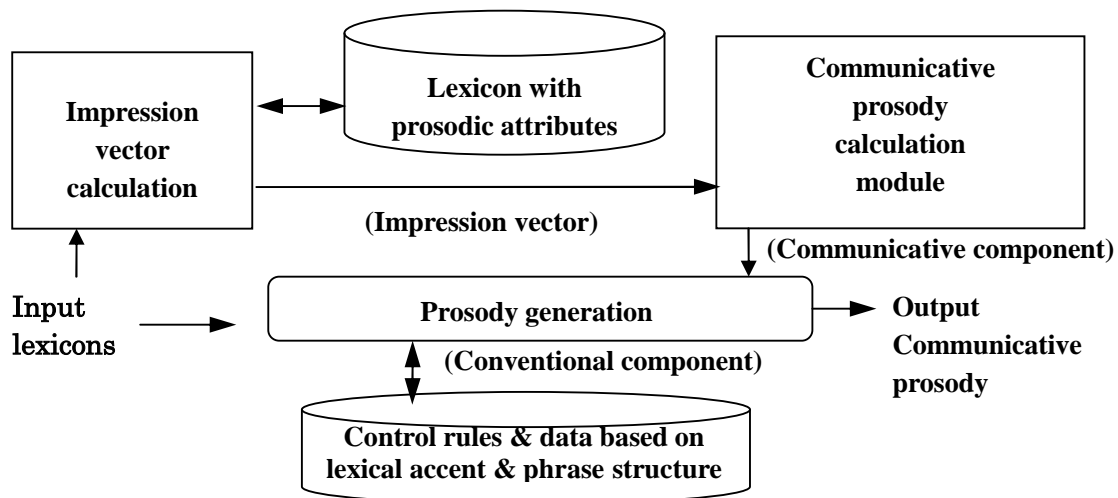 Impression
vector
calculation
Lexicon with
prosodic attributes
Communicative
prosody
calculation
module
(Impression vector)
(Communicative component)
Input
lexicons
Prosody generation
Output
Communicative
prosody
(Conventional component)
Control rules & data based on
lexical accent & phrase structure